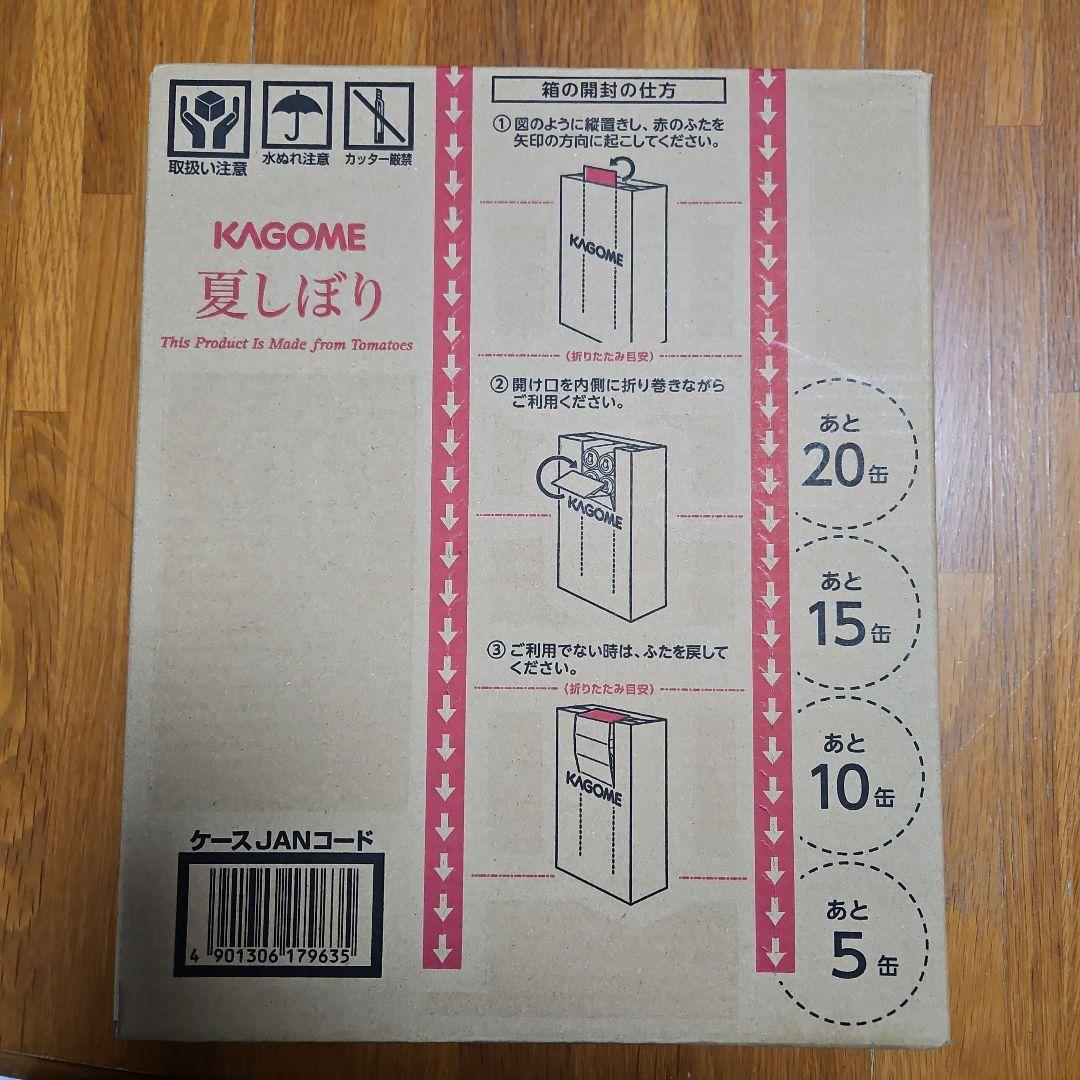 取扱い注意
水ぬれ注意
カッター厳禁
KAGOME
夏しぼり
This Product Is Made from Tomatoes
箱の開封の仕方
① 図のように縦置きし、赤のふたを
矢印の方向に起こしてください。
KAGOME
(折りたたみ目安)
② 開け口を内側に折り巻きながら
ご利用ください。
KAGOME
③ ご利用でない時は、ふたを戻して
ください。
(折りたたみ目安)
KAGOME
あと
20缶
あと
15缶
あと
10缶
あと
5缶
ケースJANコード
4 901306 179635